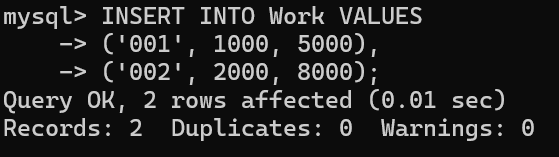 mysql> INSERT INTO Work VALUES
    -> ('001', 1000, 5000),
    -> ('002', 2000, 8000);
Query OK, 2 rows affected (0.01 sec)
Records: 2  Duplicates: 0  Warnings: 0